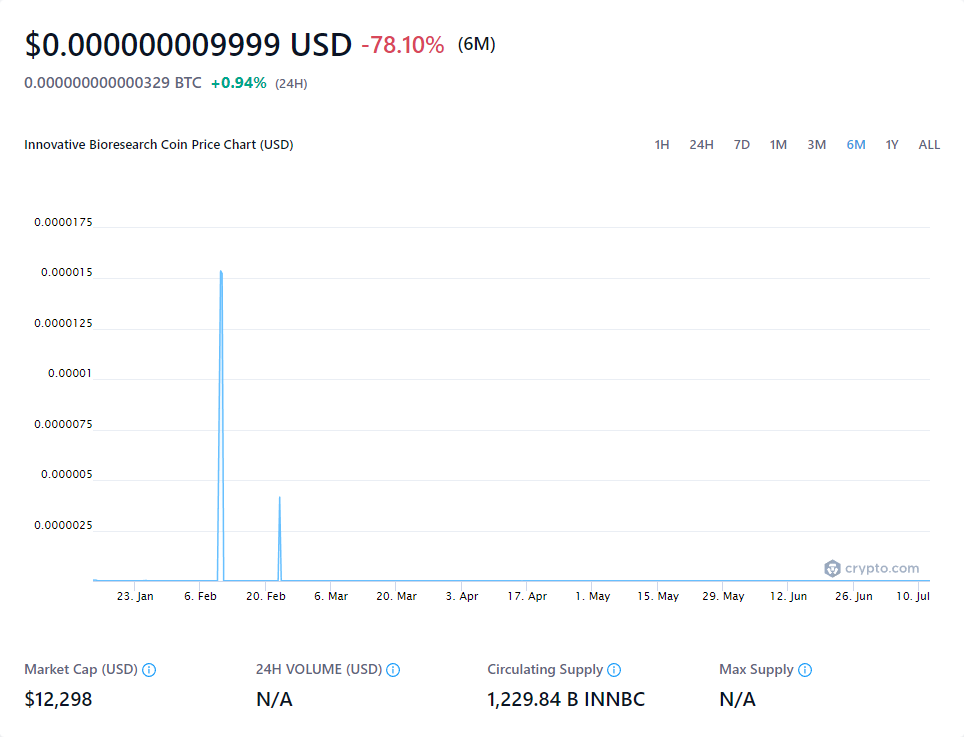 $0.000000009999 USD -78.10% (6M)
0.000000000000329 BTC +0.94% (24H)
Innovative Bioresearch Coin Price Chart (USD) 1H 24H 7D 1M 3M 6M 1Y ALL
0.0000175
0.000015
0.0000125
0.00001
0.0000075
0.000005
0.0000025
crypto.com
23. Jan 6. Feb 20. Feb 6. Mar 20. Mar 3. Apr 17. Apr 1. May 15. May 29. May 12. Jun 26. Jun 10. Jul
Market Cap (USD) 24H VOLUME (USD) Circulating Supply Max Supply
$12,298 N/A 1,229.84 B INNBC N/A